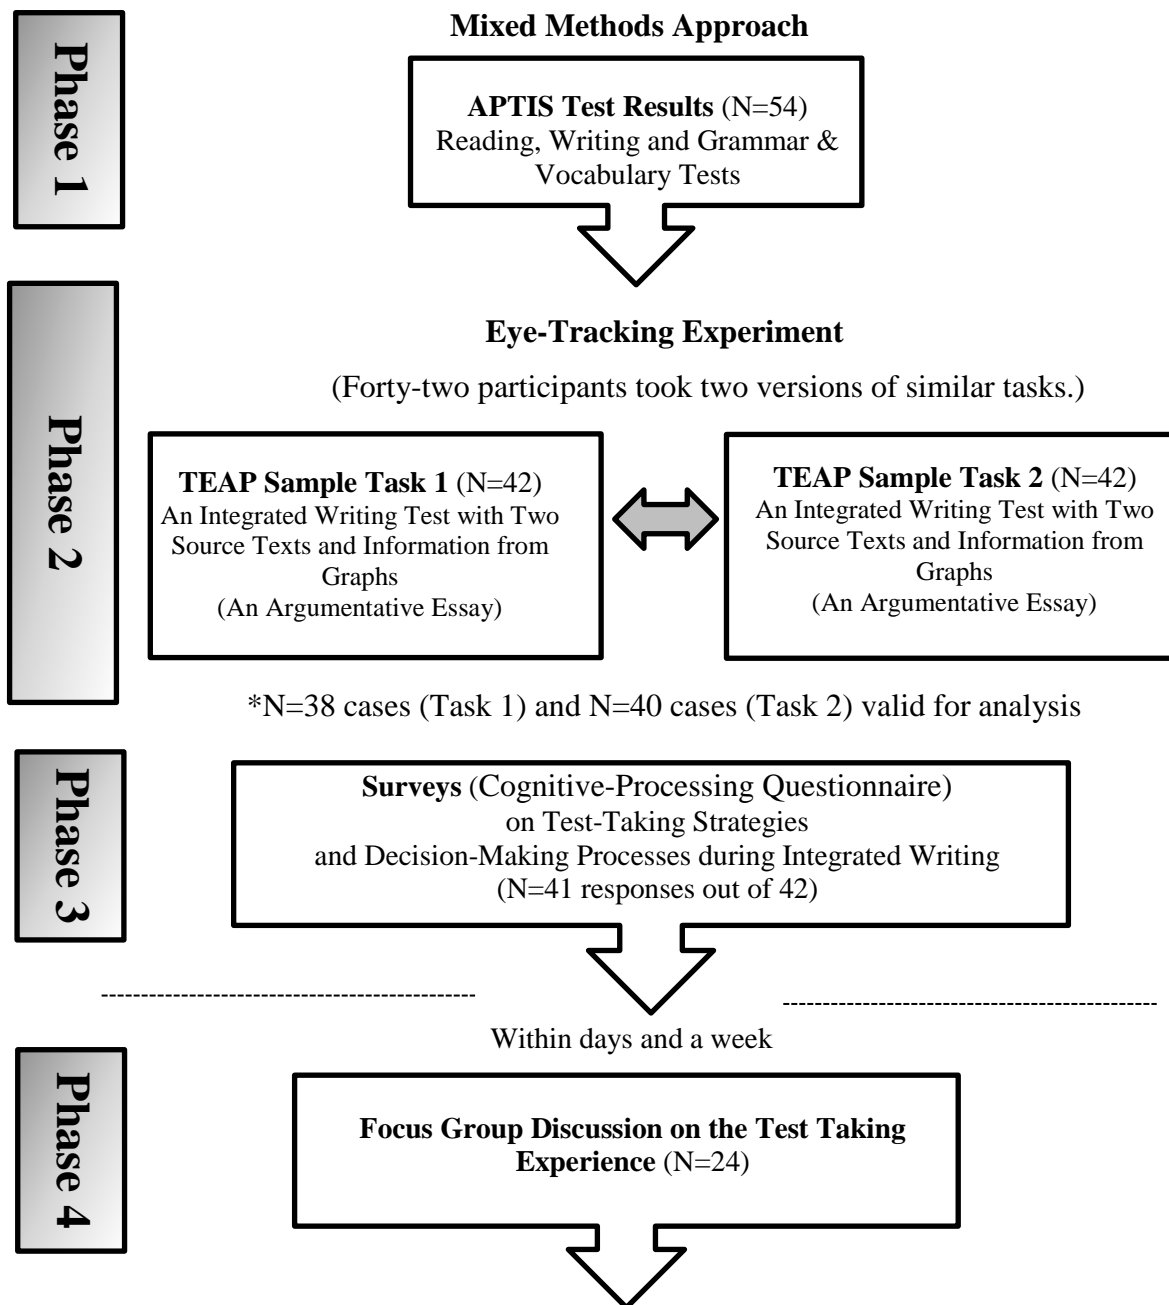 Mixed Methods Approach
Phase 1
APTIS Test Results (N=54)
Reading, Writing and Grammar &
Vocabulary Tests
Phase 2
Eye-Tracking Experiment
(Forty-two participants took two versions of similar tasks.)
TEAP Sample Task 1 (N=42)
An Integrated Writing Test with Two
Source Texts and Information from
Graphs
(An Argumentative Essay)
TEAP Sample Task 2 (N=42)
An Integrated Writing Test with Two
Source Texts and Information from
Graphs
(An Argumentative Essay)
*N=38 cases (Task 1) and N=40 cases (Task 2) valid for analysis
Phase 3
Surveys (Cognitive-Processing Questionnaire)
on Test-Taking Strategies
and Decision-Making Processes during Integrated Writing
(N=41 responses out of 42)
Within days and a week
Phase 4
Focus Group Discussion on the Test Taking
Experience (N=24)